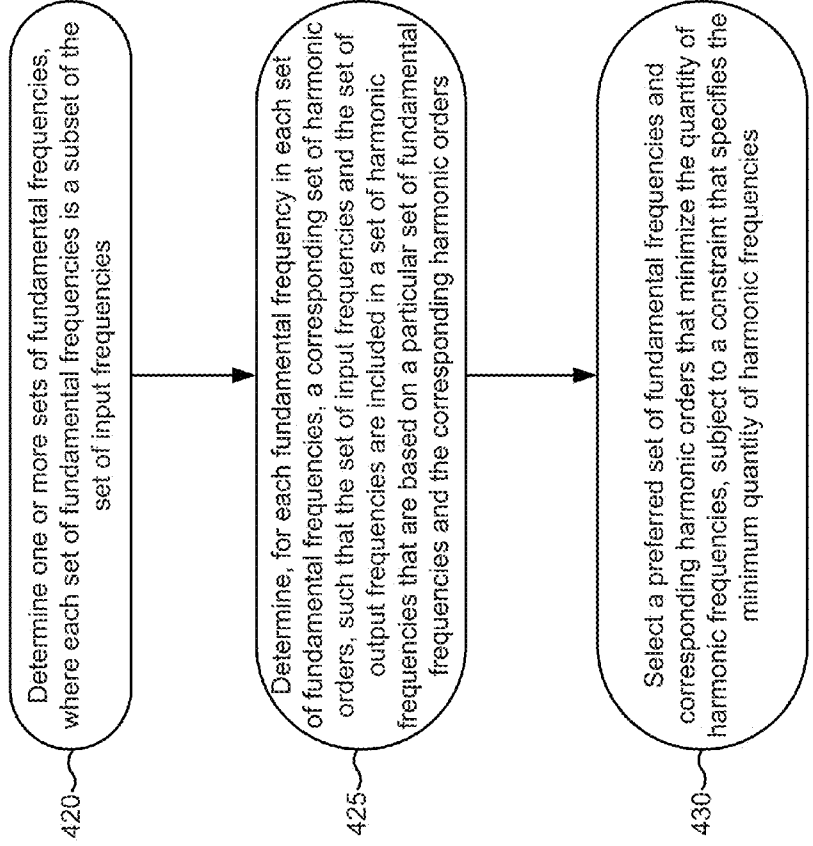 420
Determine one or more sets of fundamental frequencies,
where each set of fundamental frequencies is a subset of the
set of input frequencies
425
Determine, for each fundamental frequency in each set
of fundamental frequencies, a corresponding set of harmonic
orders, such that the set of input frequencies and the set of
output frequencies are included in a set of harmonic
frequencies that are based on a particular set of fundamental
frequencies and the corresponding harmonic orders
430
Select a preferred set of fundamental frequencies and
corresponding harmonic orders that minimize the quantity of
harmonic frequencies, subject to a constraint that specifies the
minimum quantity of harmonic frequencies